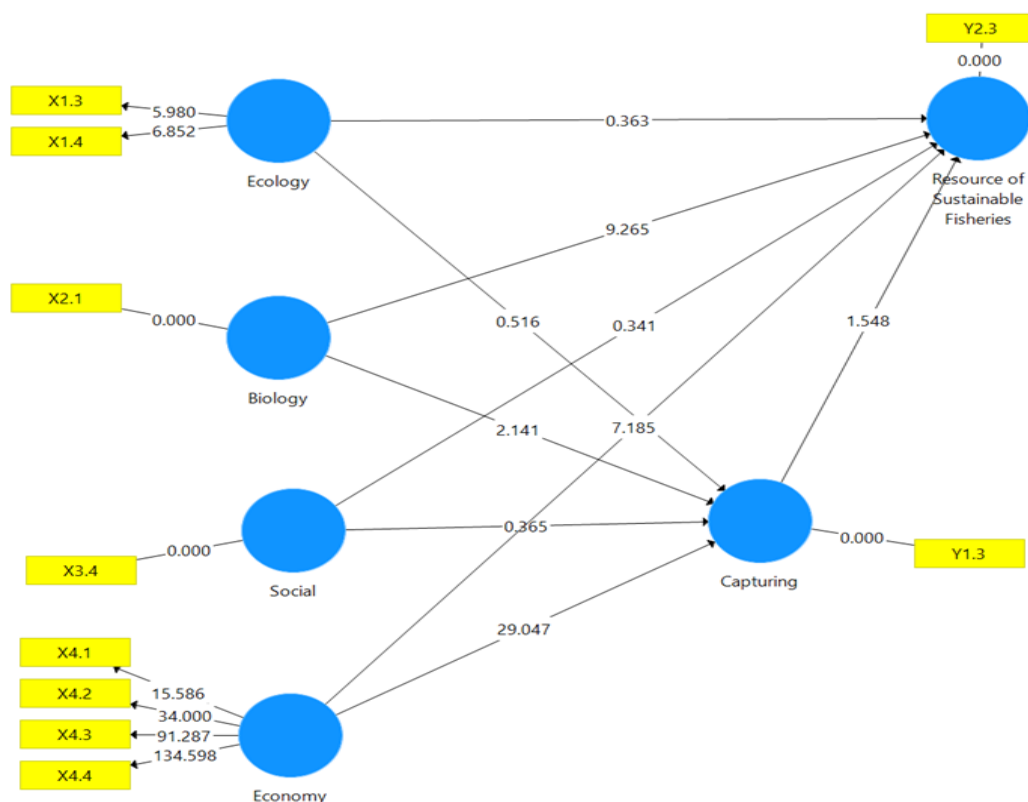 Y2.3
0.000
X1.3
5.980
X1.4
6.852
0.363
Ecology
Resource of
Sustainable
Fisheries
9.265
X2.1
0.000
0.516
0.341
1.548
Biology
2.141
7.185
X3.4
0.000
0.365
0.000
Y1.3
Social
Capturing
29.047
X4.1
15.586
X4.2
34.000
X4.3
91.287
X4.4
134.598
Economy